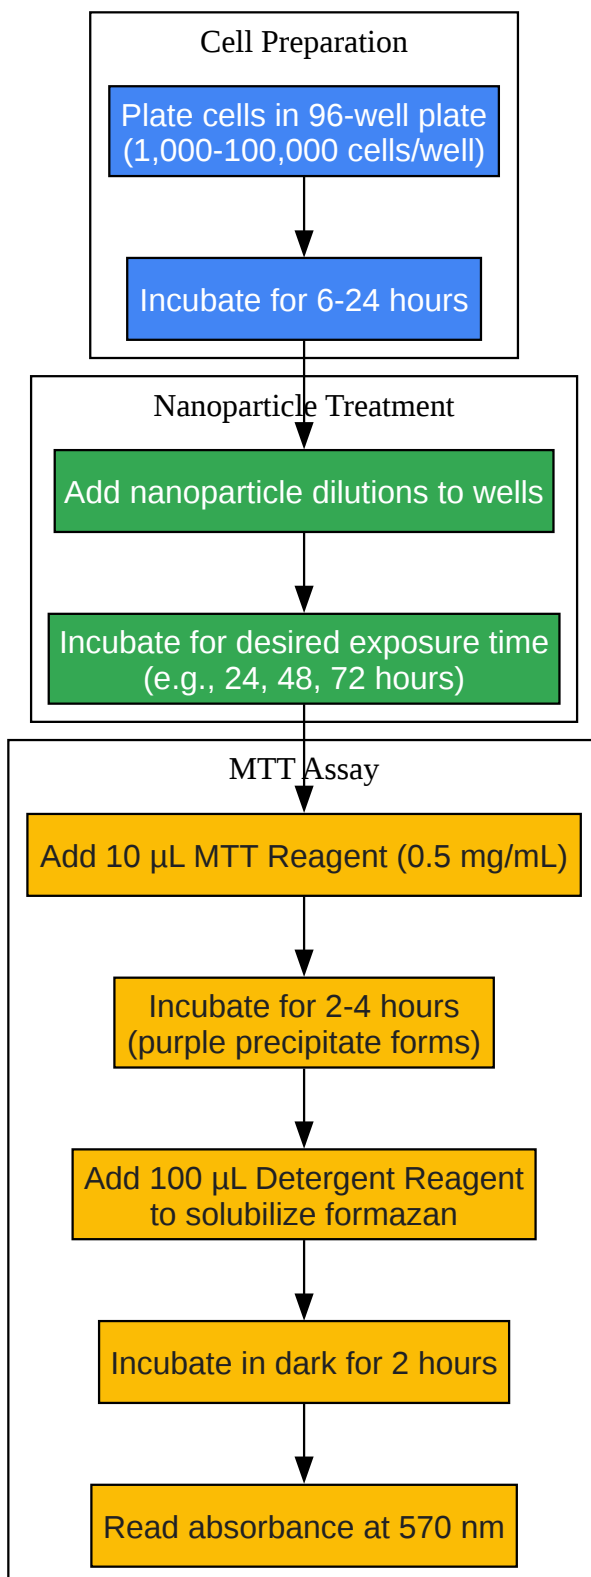 Cell Preparation
Plate cells in 96-well plate
(1,000-100,000 cells/well)
Incubate for 6-24 hours
Nanoparticle Treatment
Add nanoparticle dilutions to wells
Incubate for desired exposure time
(e.g., 24, 48, 72 hours)
MTT Assay
Add 10 µL MTT Reagent (0.5 mg/mL)
Incubate for 2-4 hours
(purple precipitate forms)
Add 100 µL Detergent Reagent
to solubilize formazan
Incubate in dark for 2 hours
Read absorbance at 570 nm